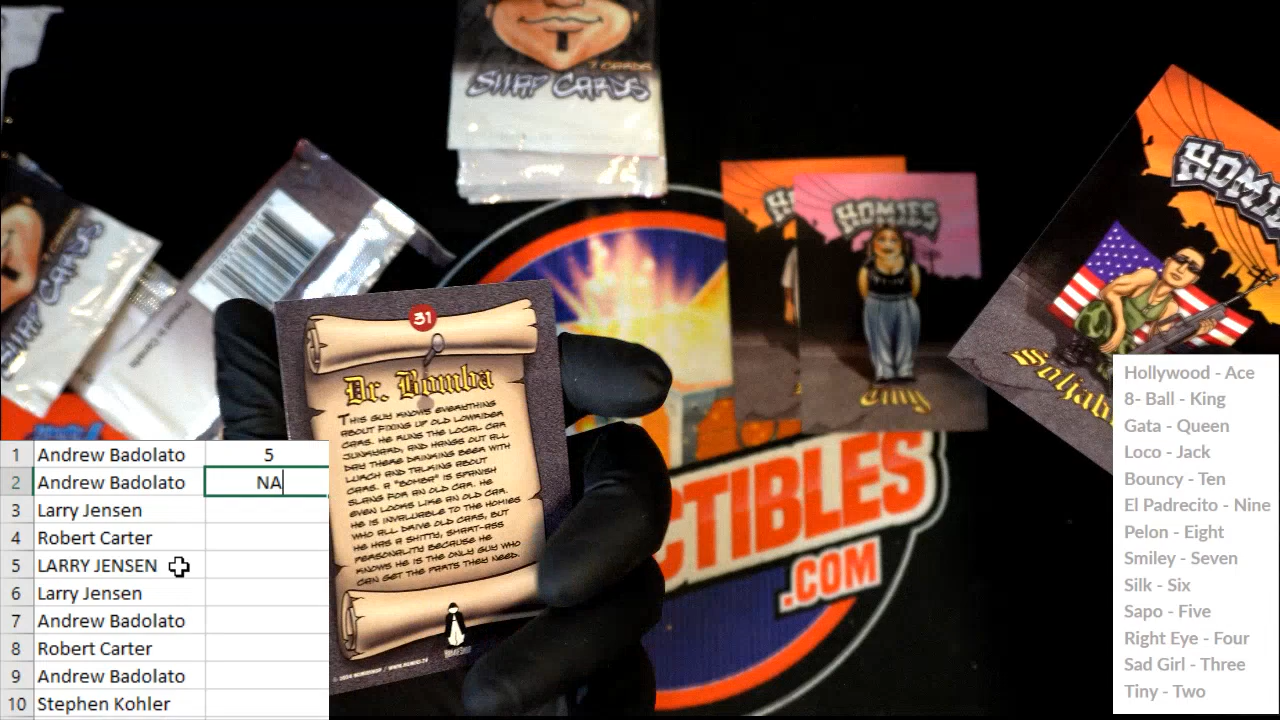 7 CARDS
SWAP CARDS
SWAP CARDS
HOMIES
Tiny
HOMIES
Soldja
31
Dr. Bomba
THIS GUY KNOWS EVERYTHING
ABOUT FIXING UP OLD LOWRIDER
CARS. HE RUNS THE LOCAL CAR
JUNKYARD, AND HANGS OUT ALL
DAY THERE DRINKING BEER WITH
LURCH AND TALKING ABOUT
CARS. A "BOMBA" IS SPANISH
SLANG FOR AN OLD CAR. HE
EVEN LOOKS LIKE AN OLD CAR.
HE IS INVALUABLE TO THE HOMIES
WHO ALL DRIVE OLD CARS, BUT
HE HAS A SHITTY, SMART-ASS
PERSONALITY BECAUSE HE
KNOWS HE IS THE ONLY GUY WHO
CAN GET THE PARTS THEY NEED.
CTIBLES
.COM
1 Andrew Badolato 5
2 Andrew Badolato NA
3 Larry Jensen
4 Robert Carter
5 LARRY JENSEN
6 Larry Jensen
7 Andrew Badolato
8 Robert Carter
9 Andrew Badolato
10 Stephen Kohler
Hollywood - Ace
8- Ball - King
Gata - Queen
Loco - Jack
Bouncy - Ten
El Padrecito - Nine
Pelon - Eight
Smiley - Seven
Silk - Six
Sapo - Five
Right Eye - Four
Sad Girl - Three
Tiny - Two